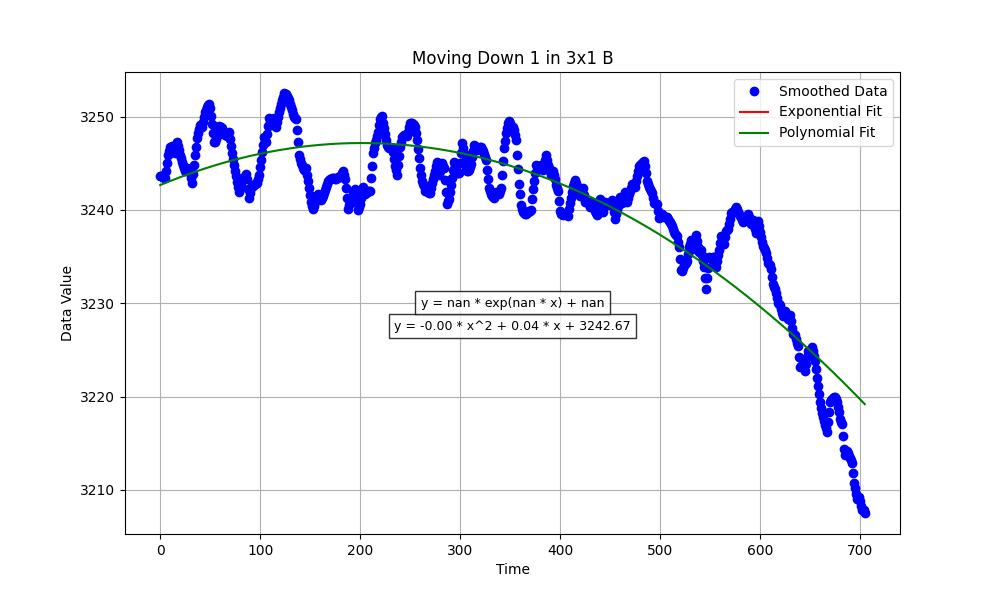 Moving Down 1 in 3x1 B
Smoothed Data
Exponential Fit
Polynomial Fit
Data Value
3250
3240
3230
3220
3210
y = nan * exp(nan * x) + nan
y = -0.00 * x^2 + 0.04 * x + 3242.67
0 100 200 300 400 500 600 700
Time